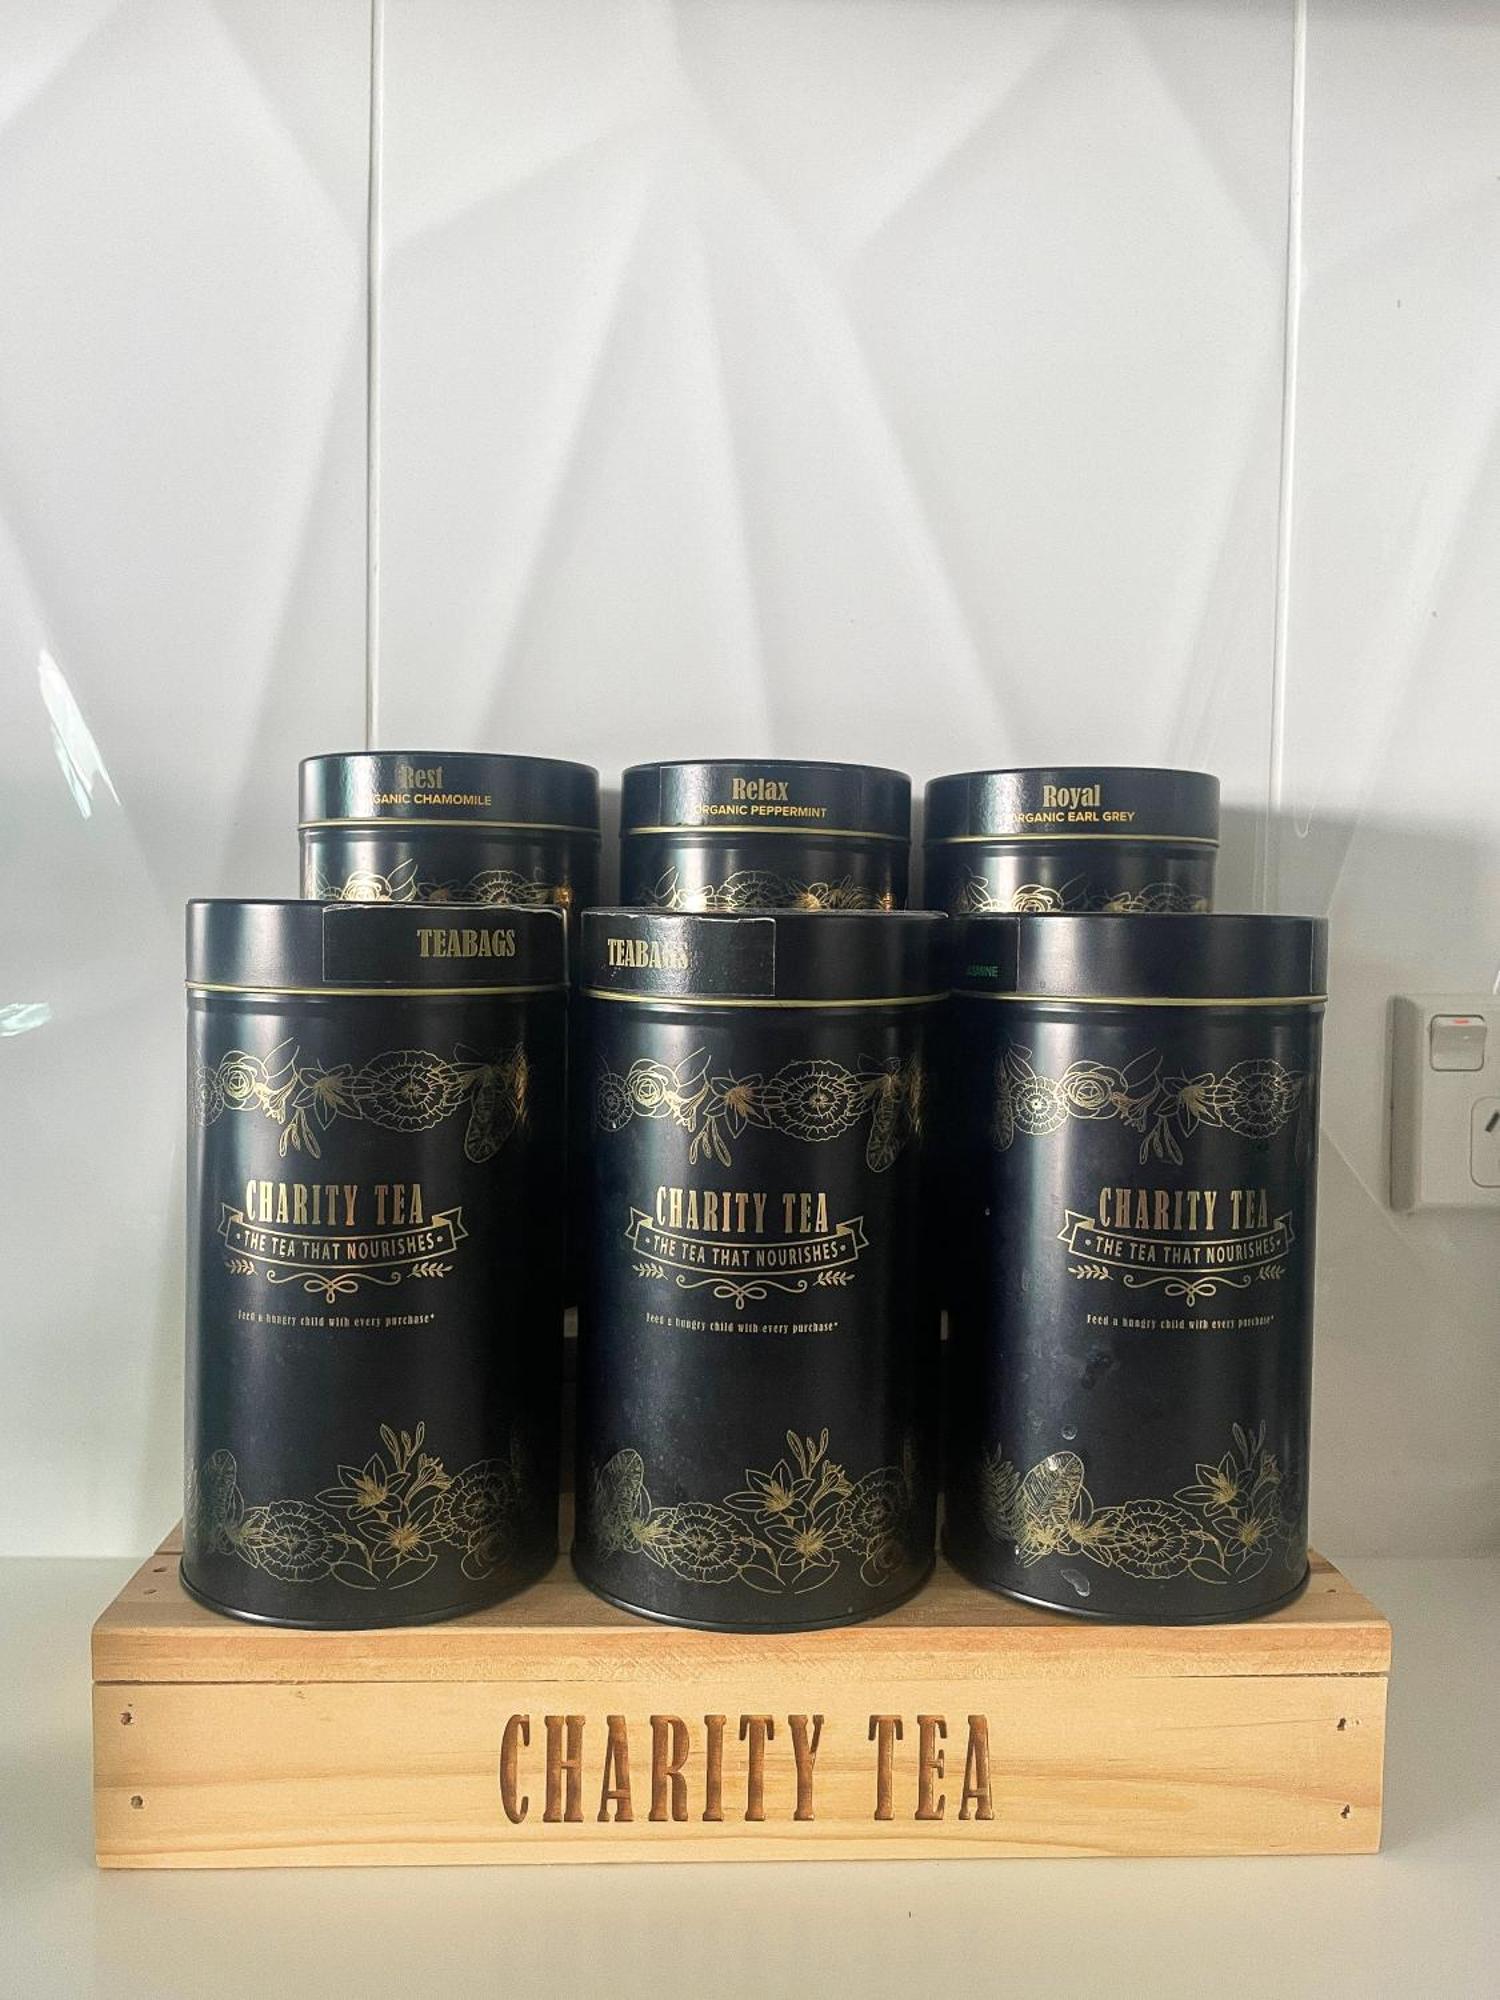 Rest
GANIC CHAMOMILE
Relax
ORGANIC PEPPERMINT
Royal
ORGANIC EARL GREY
TEABAGS
TEABAGS
CHARITY TEA
THE TEA THAT NOURISHES
Feed a hungry child with every purchase*
CHARITY TEA
THE TEA THAT NOURISHES
Feed a hungry child with every purchase*
CHARITY TEA
THE TEA THAT NOURISHES
Feed a hungry child with every purchase*
CHARITY TEA